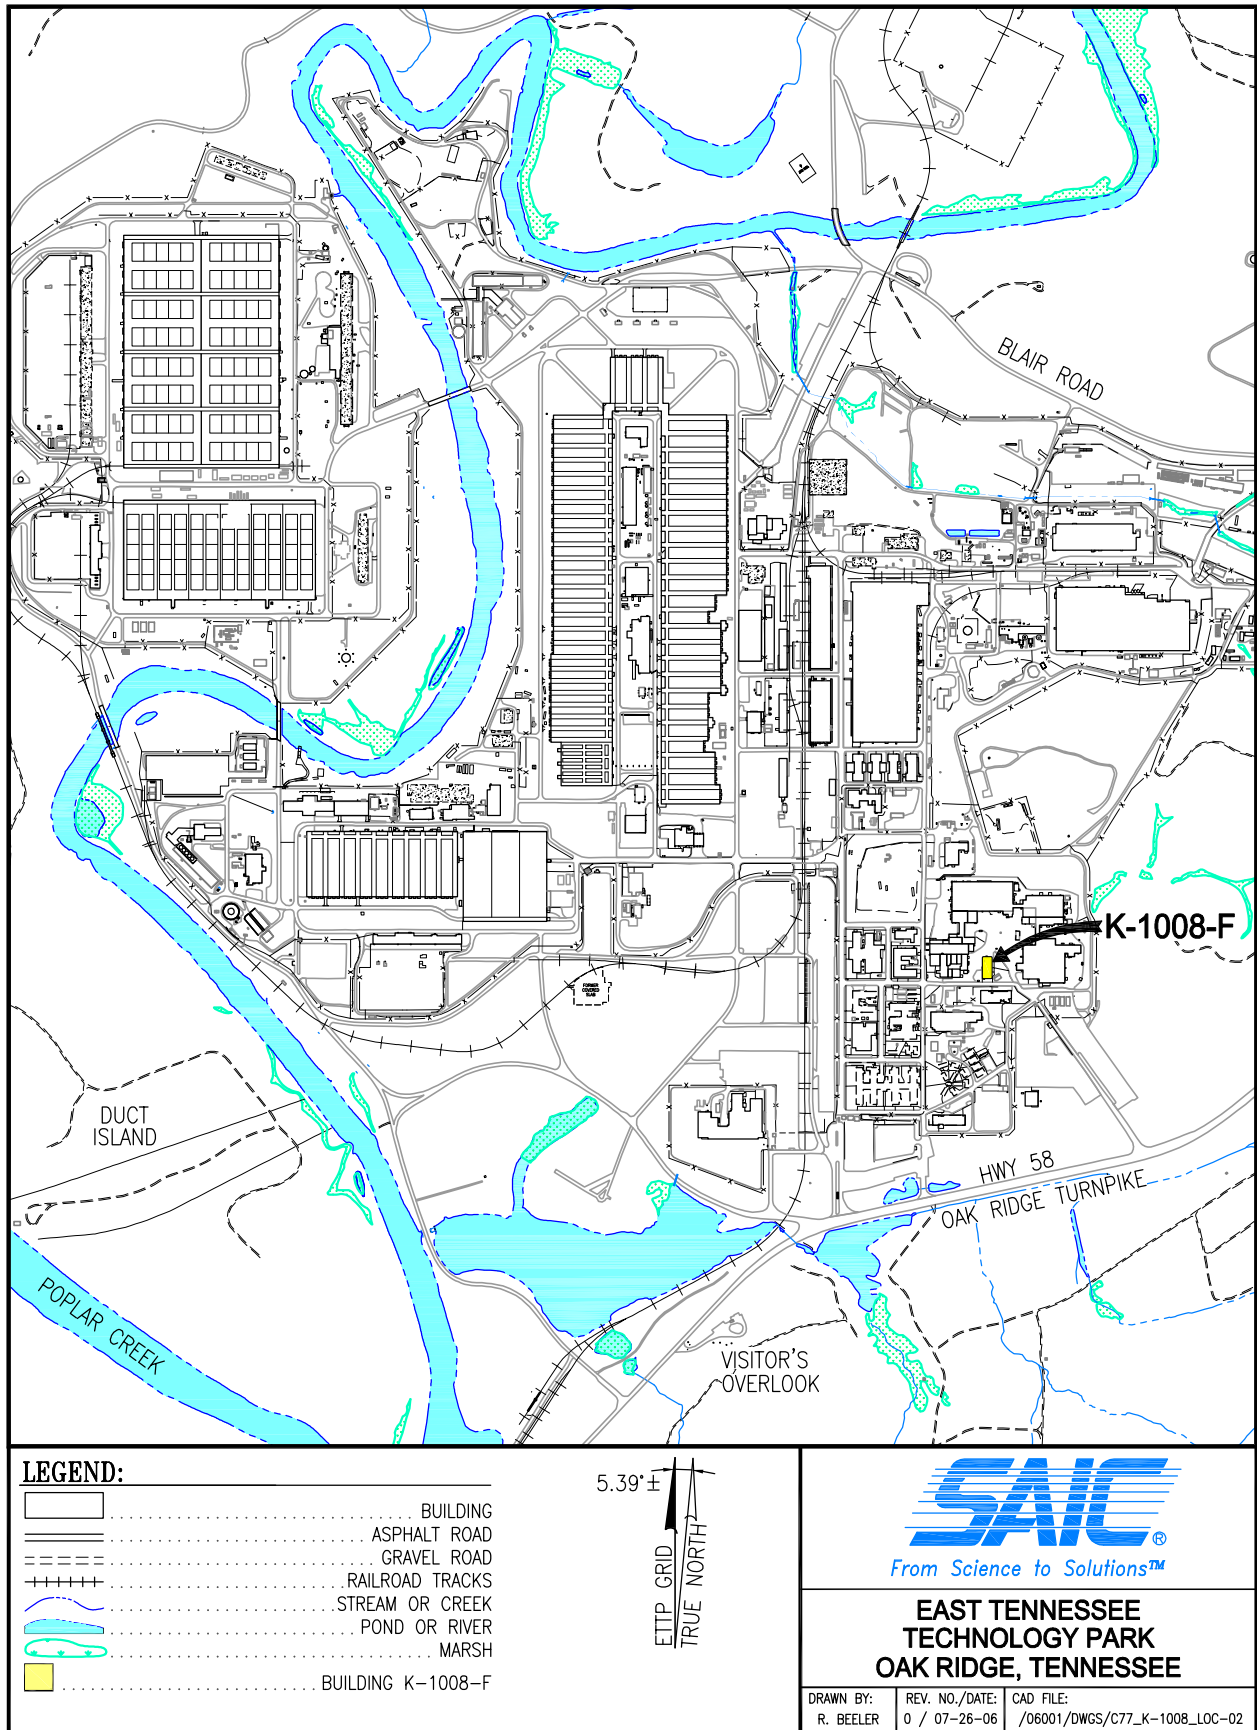 BLAIR ROAD
K-1008-F
FORMER
COVERED
SLAB
DUCT
ISLAND
HWY 58
OAK RIDGE TURNPIKE
POPLAR CREEK
VISITOR'S
OVERLOOK
LEGEND:
BUILDING
ASPHALT ROAD
GRAVEL ROAD
RAILROAD TRACKS
STREAM OR CREEK
POND OR RIVER
MARSH
BUILDING K-1008-F
5.39°±
ETTP GRID
TRUE NORTH
SAIC®
From Science to Solutions™
EAST TENNESSEE
TECHNOLOGY PARK
OAK RIDGE, TENNESSEE
DRAWN BY: REV. NO./DATE: CAD FILE:
R. BEELER 0 / 07-26-06 /06001/DWGS/C77_K-1008_LOC-02